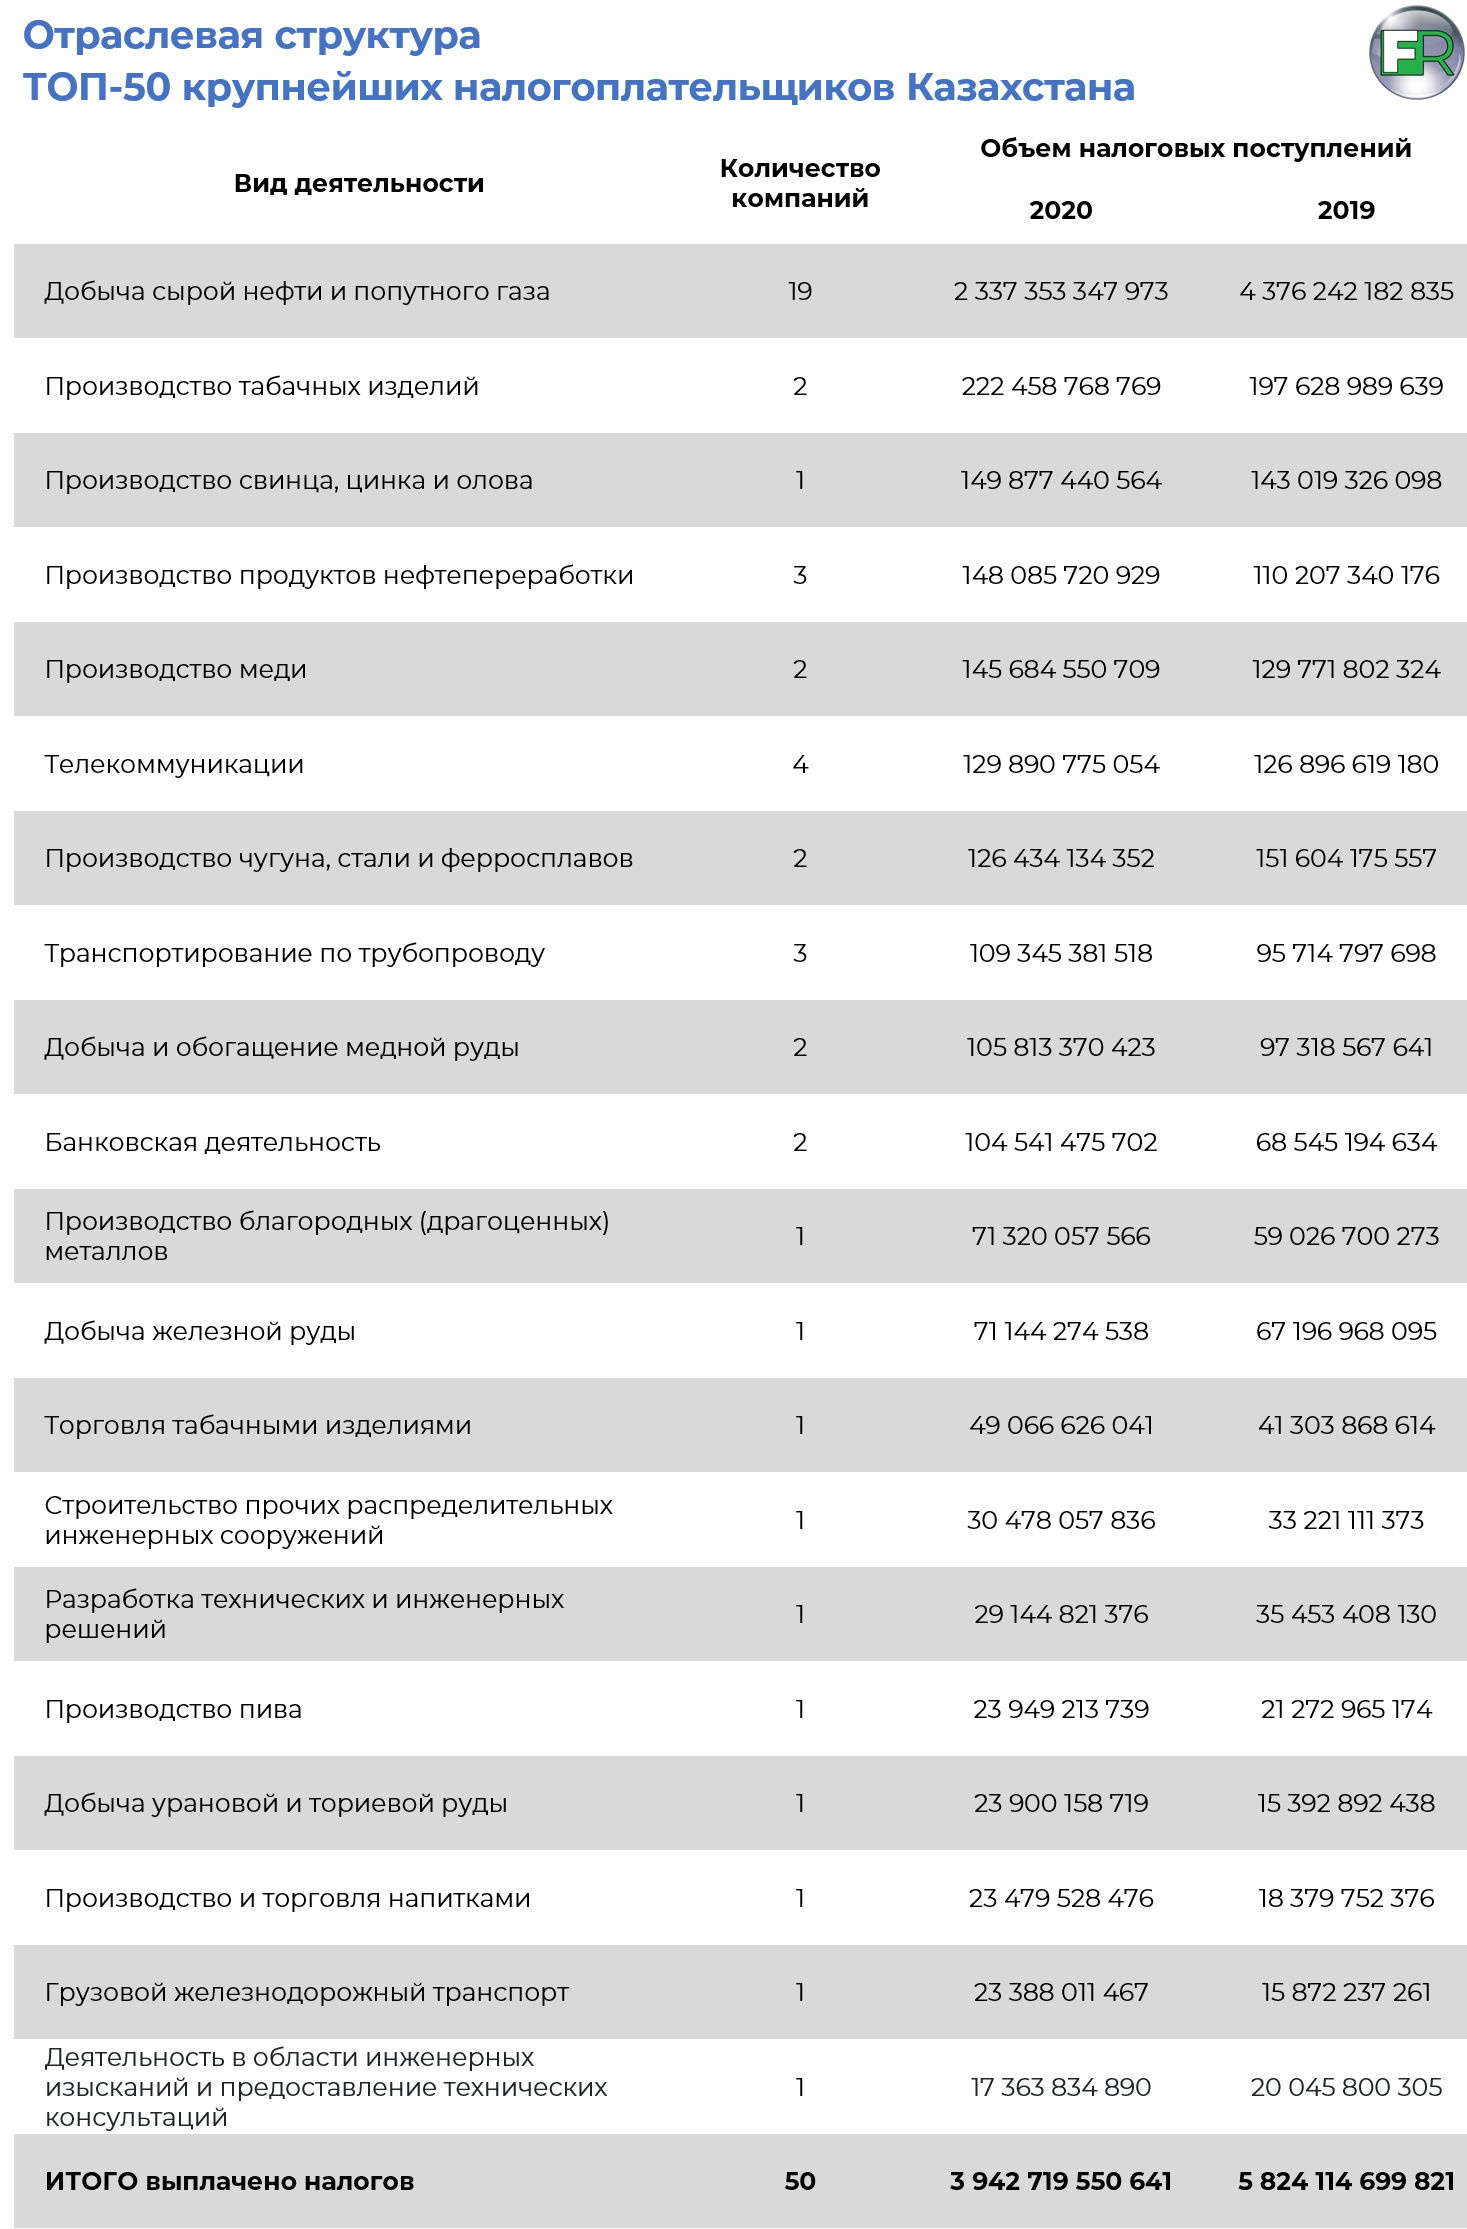 Отраслевая структура
ТОП-50 крупнейших налогоплательщиков Казахстана
FR
Вид деятельности
Количество
компаний
Объем налоговых поступлений
2020 2019
Добыча сырой нефти и попутного газа 19 2 337 353 347 973 4 376 242 182 835
Производство табачных изделий 2 222 458 768 769 197 628 989 639
Производство свинца, цинка и олова 1 149 877 440 564 143 019 326 098
Производство продуктов нефтепереработки 3 148 085 720 929 110 207 340 176
Производство меди 2 145 684 550 709 129 771 802 324
Телекоммуникации 4 129 890 775 054 126 896 619 180
Производство чугуна, стали и ферросплавов 2 126 434 134 352 151 604 175 557
Транспортирование по трубопроводу 3 109 345 381 518 95 714 797 698
Добыча и обогащение медной руды 2 105 813 370 423 97 318 567 641
Банковская деятельность 2 104 541 475 702 68 545 194 634
Производство благородных (драгоценных)
металлов 1 71 320 057 566 59 026 700 273
Добыча железной руды 1 71 144 274 538 67 196 968 095
Торговля табачными изделиями 1 49 066 626 041 41 303 868 614
Строительство прочих распределительных
инженерных сооружений 1 30 478 057 836 33 221 111 373
Разработка технических и инженерных
решений 1 29 144 821 376 35 453 408 130
Производство пива 1 23 949 213 739 21 272 965 174
Добыча урановой и ториевой руды 1 23 900 158 719 15 392 892 438
Производство и торговля напитками 1 23 479 528 476 18 379 752 376
Грузовой железнодорожный транспорт 1 23 388 011 467 15 872 237 261
Деятельность в области инженерных
изысканий и предоставление технических 1 17 363 834 890 20 045 800 305
консультаций
ИТОГО выплачено налогов 50 3 942 719 550 641 5 824 114 699 821